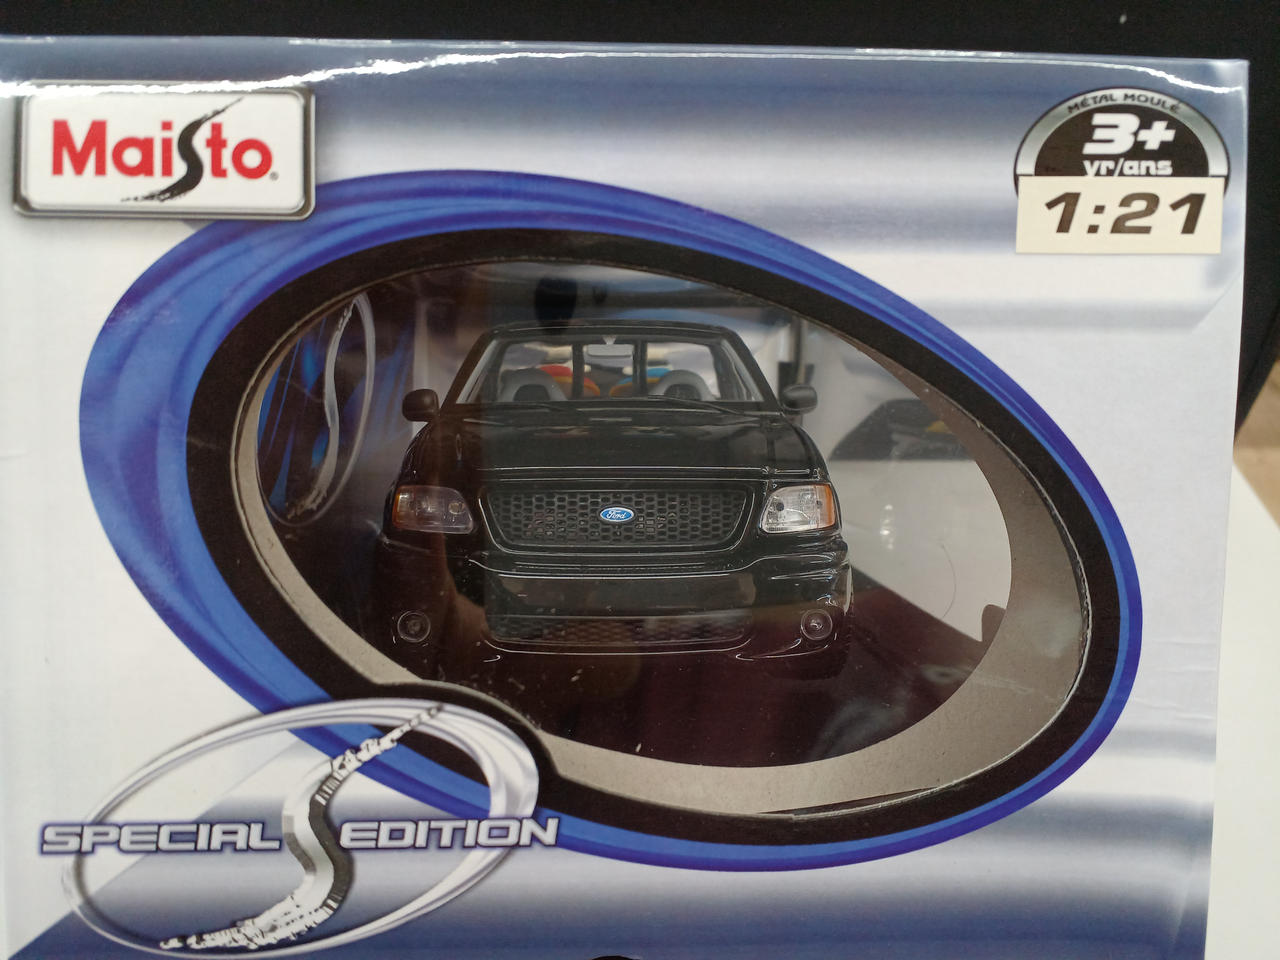 Maisto
MÉTAL MOULÉ
3+
yr/ans
1:21
Ford
SPECIAL EDITION